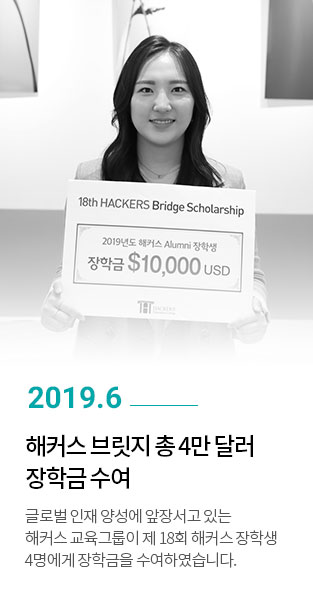 18th HACKERS Bridge Scholarship
2019년도 해커스 Alumni 장학생
장학금 $10,000 USD
HACKERS
2019.6
해커스 브릿지 총 4만 달러
장학금 수여
글로벌 인재 양성에 앞장서고 있는
해커스 교육그룹이 제 18회 해커스 장학생
4명에게 장학금을 수여하였습니다.